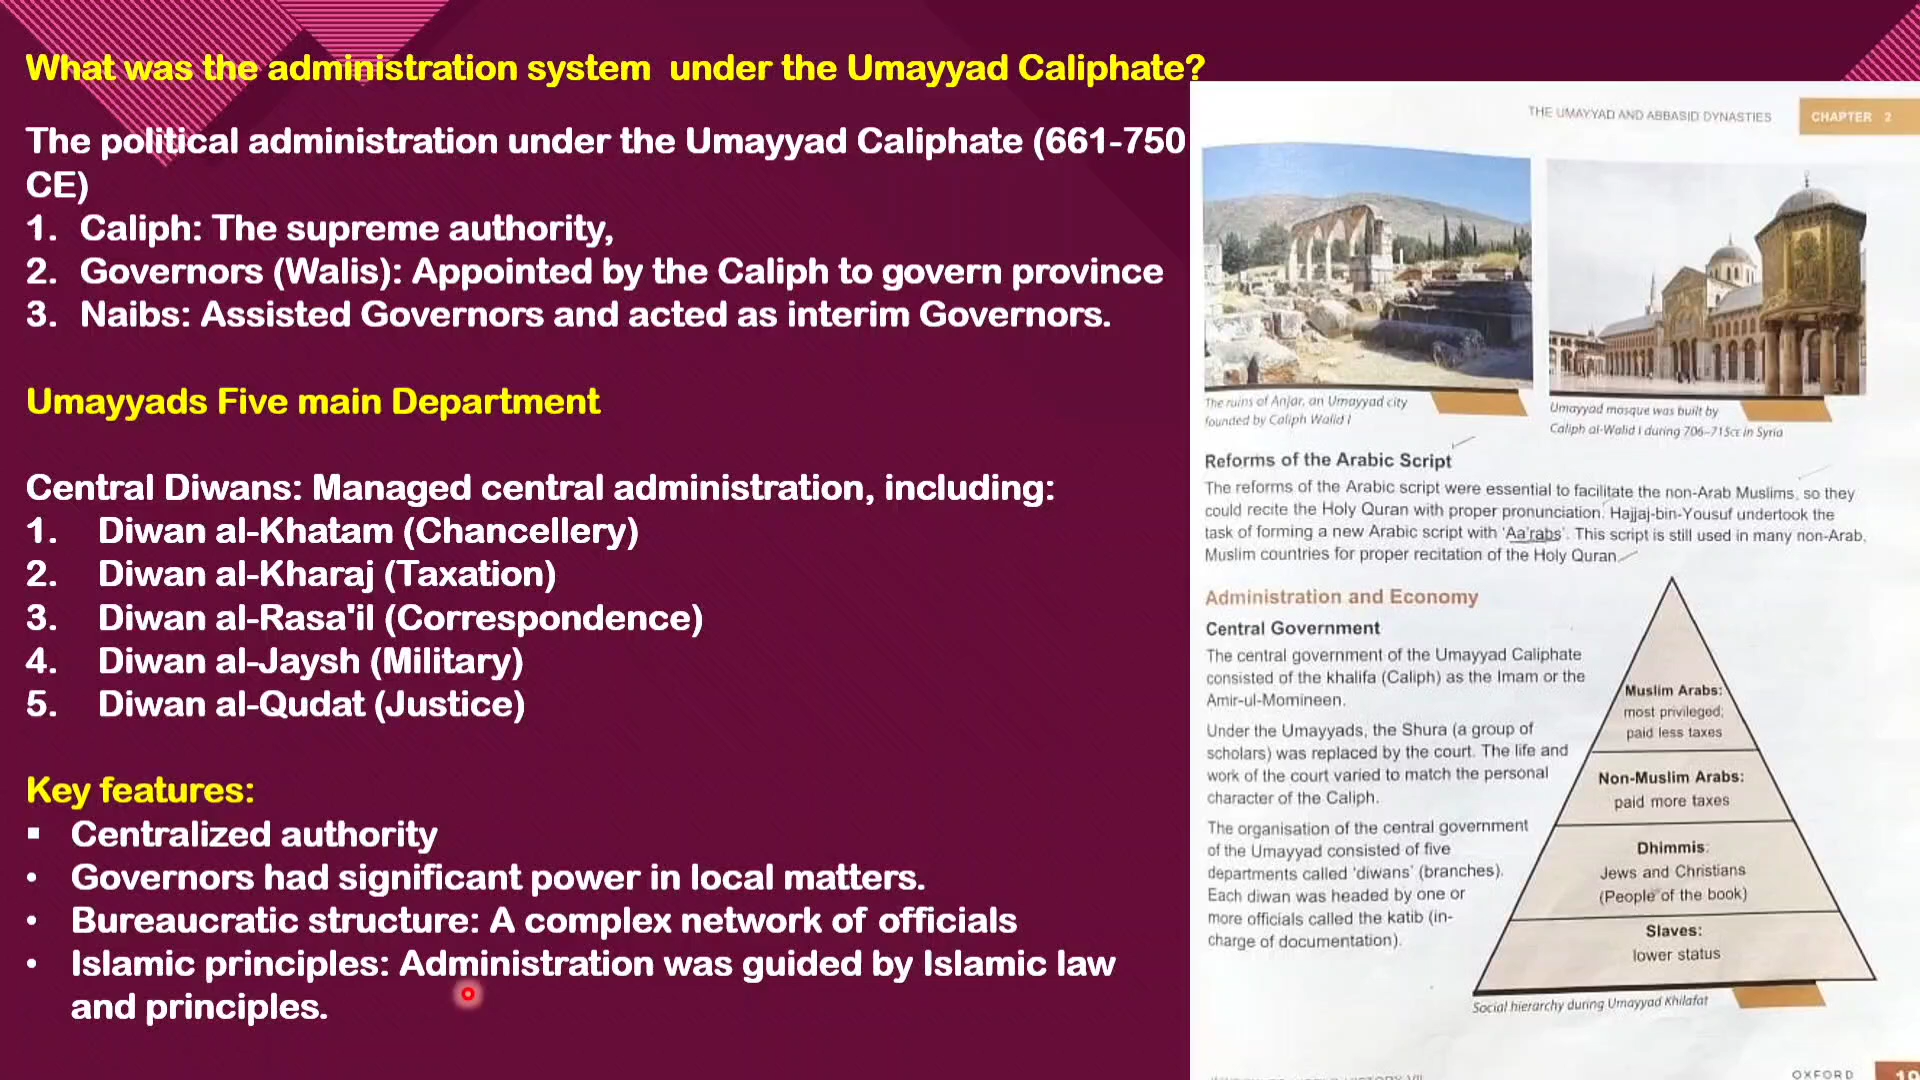 What was the administration system under the Umayyad Caliphate?
The political administration under the Umayyad Caliphate (661-750
CE)
1. Caliph: The supreme authority,
2. Governors (Walis): Appointed by the Caliph to govern province
3. Naibs: Assisted Governors and acted as interim Governors.
Umayyads Five main Department
Central Diwans: Managed central administration, including:
1. Diwan al-Khatam (Chancellery)
2. Diwan al-Kharaj (Taxation)
3. Diwan al-Rasa'il (Correspondence)
4. Diwan al-Jaysh (Military)
5. Diwan al-Qudat (Justice)
Key features:
▪ Centralized authority
• Governors had significant power in local matters.
• Bureaucratic structure: A complex network of officials
• Islamic principles: Administration was guided by Islamic law
and principles.
THE UMAYYAD AND ABBASID DYNASTIES
CHAPTER 2
The ruins of Anjar, an Umayyad city
founded by Caliph Walid I
Umayyad mosque was built by
Caliph al-Walid I during 706–715CE in Syria
Reforms of the Arabic Script
The reforms of the Arabic script were essential to facilitate the non-Arab Muslims, so they
could recite the Holy Quran with proper pronunciation. Hajjaj-bin-Yousuf undertook the
task of forming a new Arabic script with 'Aa'rabs'. This script is still used in many non-Arab,
Muslim countries for proper recitation of the Holy Quran
Administration and Economy
Central Government
The central government of the Umayyad Caliphate
consisted of the khalifa (Caliph) as the Imam or the
Amir-ul-Momineen.
Under the Umayyads, the Shura (a group of
scholars) was replaced by the court. The life and
work of the court varied to match the personal
character of the Caliph.
The organisation of the central government
of the Umayyad consisted of five
departments called 'diwans' (branches).
Each diwan was headed by one or
more officials called the katib (in-
charge of documentation).
Muslim Arabs:
most privileged;
paid less taxes
Non-Muslim Arabs:
paid more taxes
Dhimmis:
Jews and Christians
(People of the book)
Slaves:
lower status
Social hierarchy during Umayyad Khilafat
OXFORD